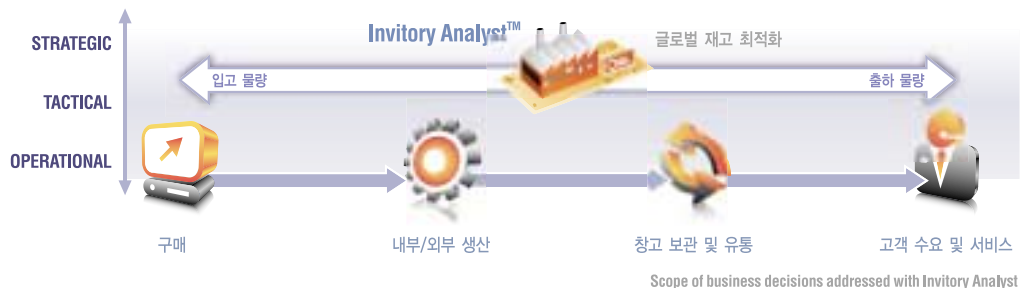 STRATEGIC
Invitory Analyst™
글로벌 재고 최적화
입고 물량
출하 물량
TACTICAL
OPERATIONAL
구매
내부/외부 생산
창고 보관 및 유통
고객 수요 및 서비스
Scope of business decisions addressed with Invitory Analyst